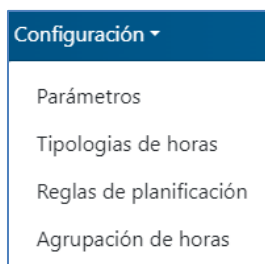 Configuración
Parámetros
Tipologias de horas
Reglas de planificación
Agrupación de horas